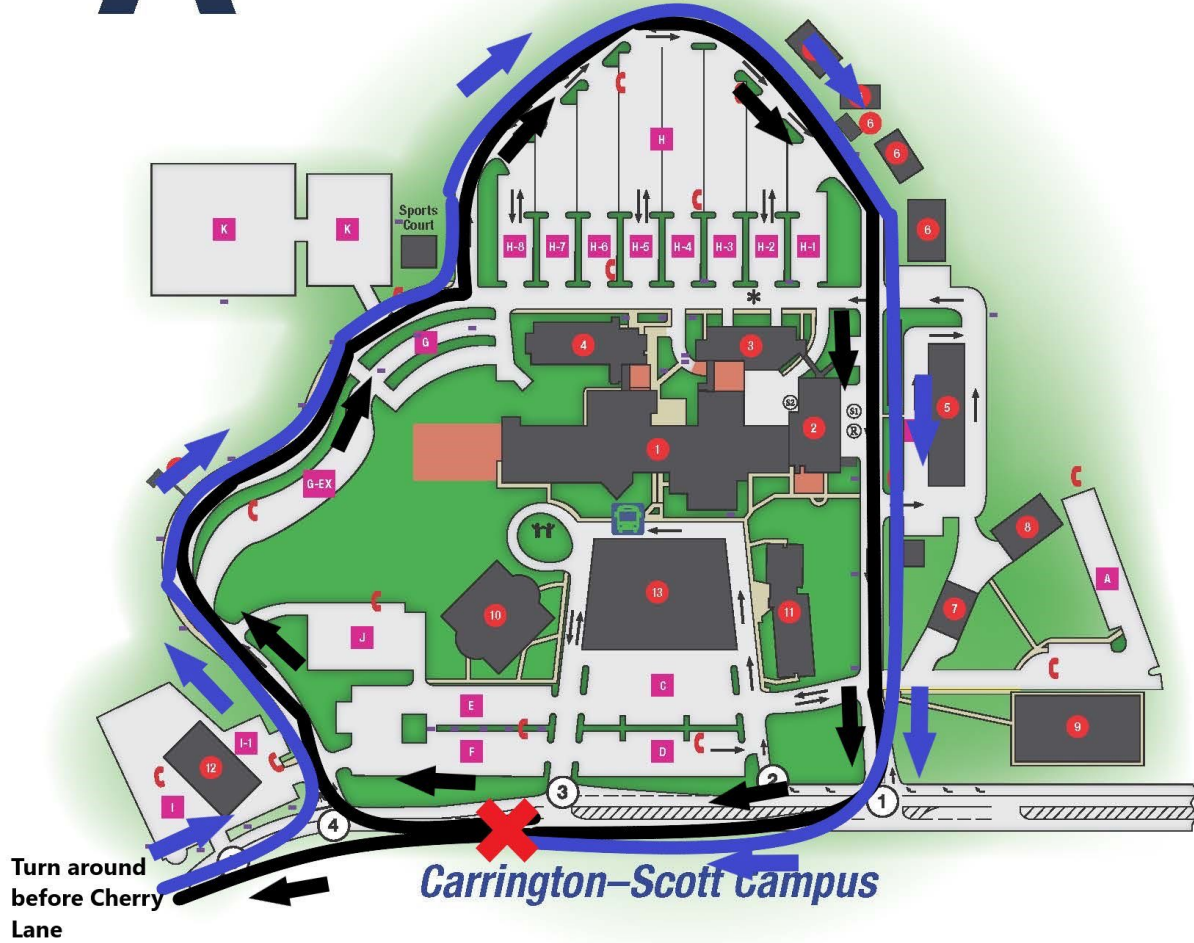 6
6
H
K
K
Sports
Court
6
H-8
H-7
H-6
H-5
H-4
H-3
H-2
H-1
*
G
4
3
S2
S1
R
2
5
1
G-EX
8
A
13
7
10
11
J
C
E
9
I-1
F
D
12
2
3
1
I
4
Turn around
before Cherry
Lane
Carrington–Scott Campus